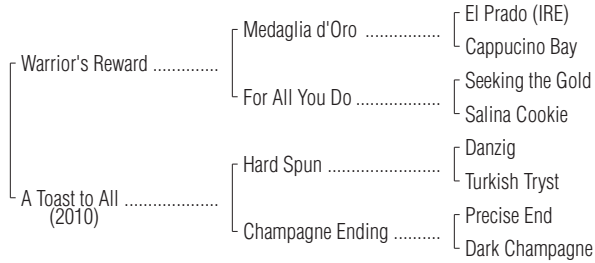 El Prado (IRE)
Medaglia d'Oro ..................
Cappucino Bay
Warrior's Reward ..............
Seeking the Gold
For All You Do ....................
Salina Cookie
Danzig
Hard Spun ..........................
Turkish Tryst
A Toast to All ....................
(2010)
Precise End
Champagne Ending ..........
Dark Champagne